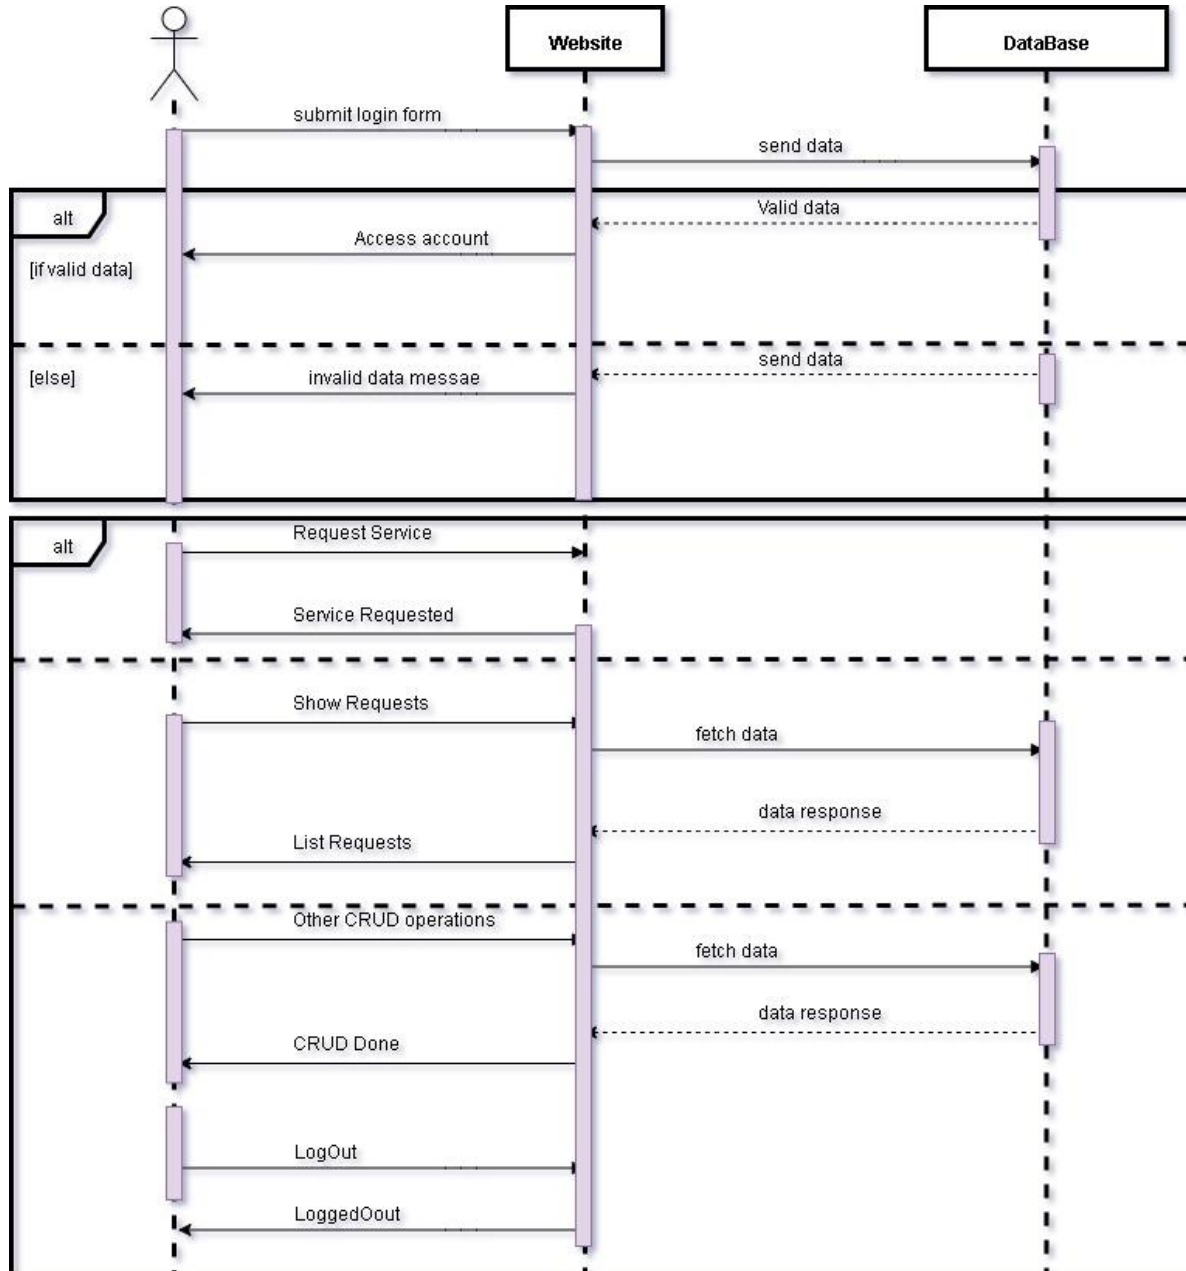 Website
DataBase
submit login form
send data
alt
Valid data
Access account
[if valid data]
send data
[else]
invalid data messae
alt
Request Service
Service Requested
Show Requests
fetch data
data response
List Requests
Other CRUD operations
fetch data
data response
CRUD Done
LogOut
LoggedOout